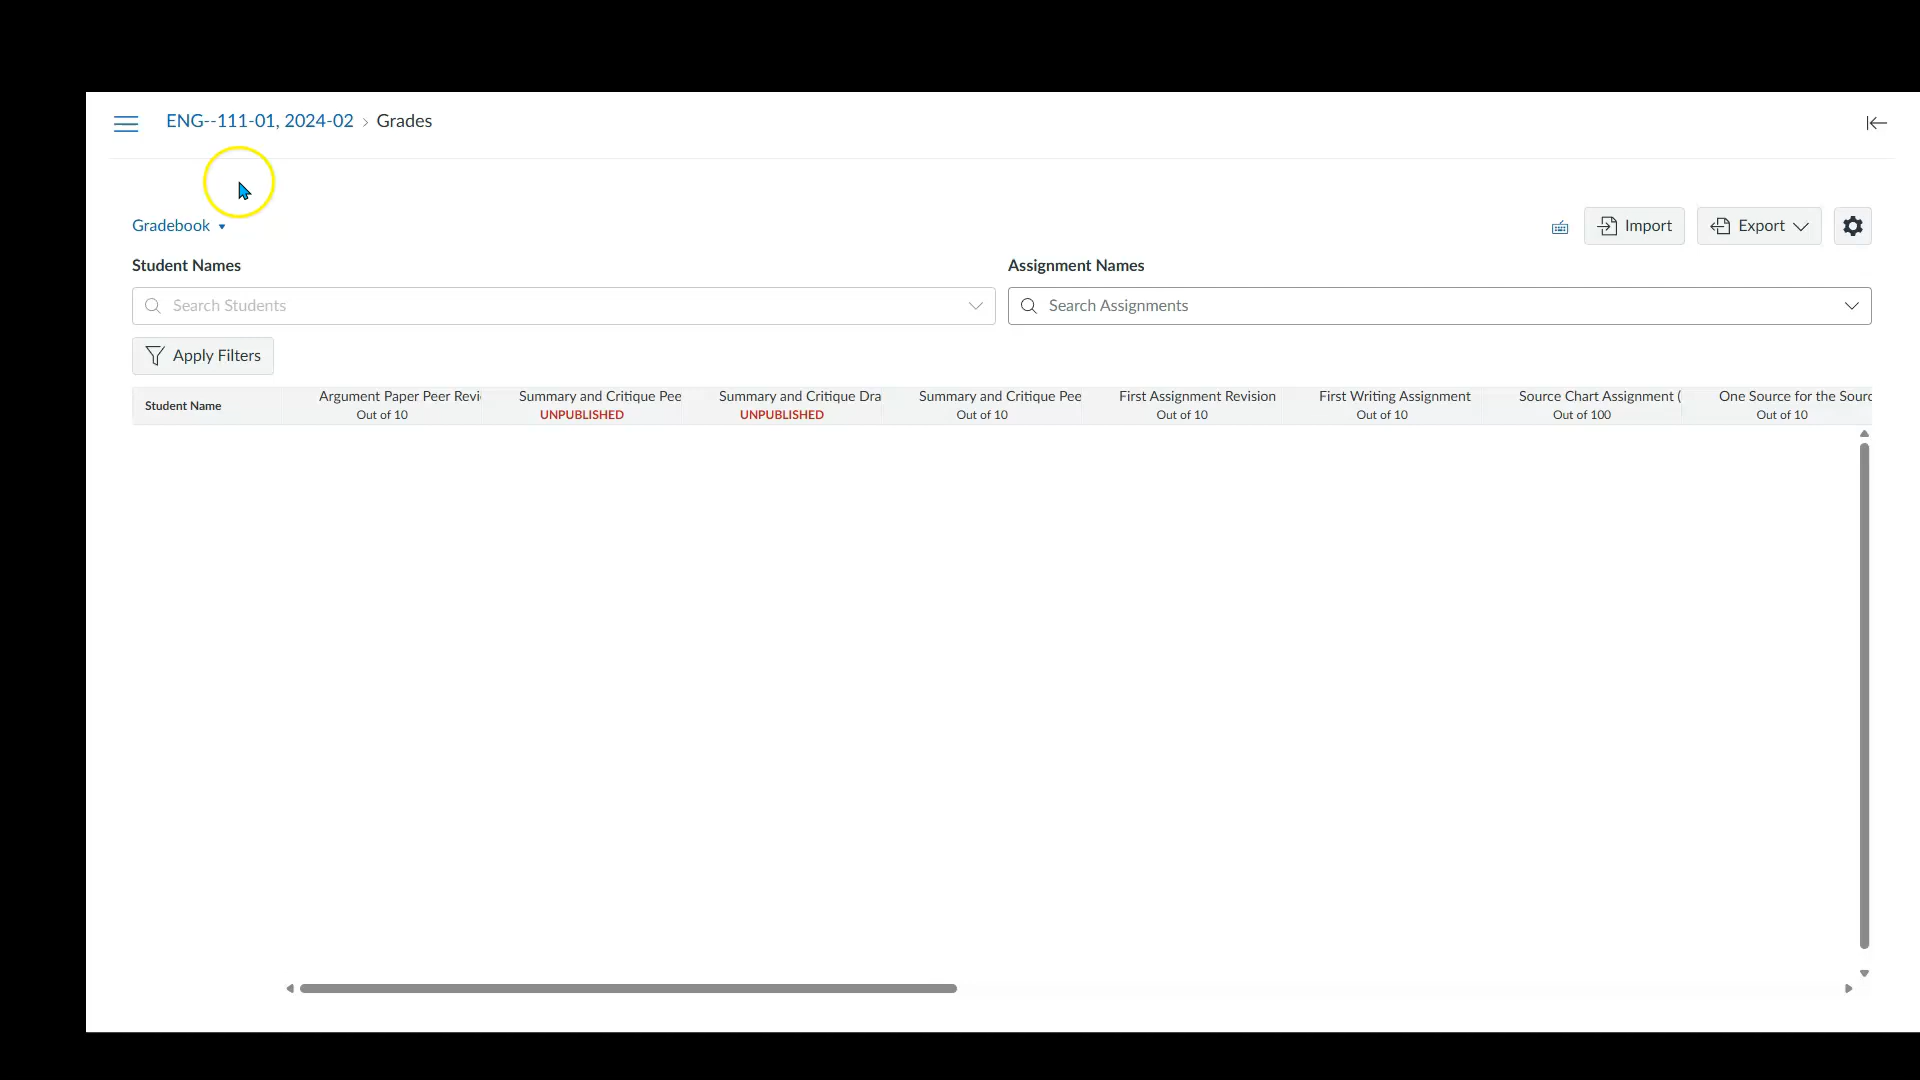 ENG--111-01, 2024-02 › Grades
Gradebook
Import
Export
Student Names
Assignment Names
Search Students
Search Assignments
Apply Filters
Student Name
Argument Paper Peer Revi
Out of 10
Summary and Critique Pee
UNPUBLISHED
Summary and Critique Dra
UNPUBLISHED
Summary and Critique Pee
Out of 10
First Assignment Revision
Out of 10
First Writing Assignment
Out of 10
Source Chart Assignment (
Out of 100
One Source for the Sourc
Out of 10